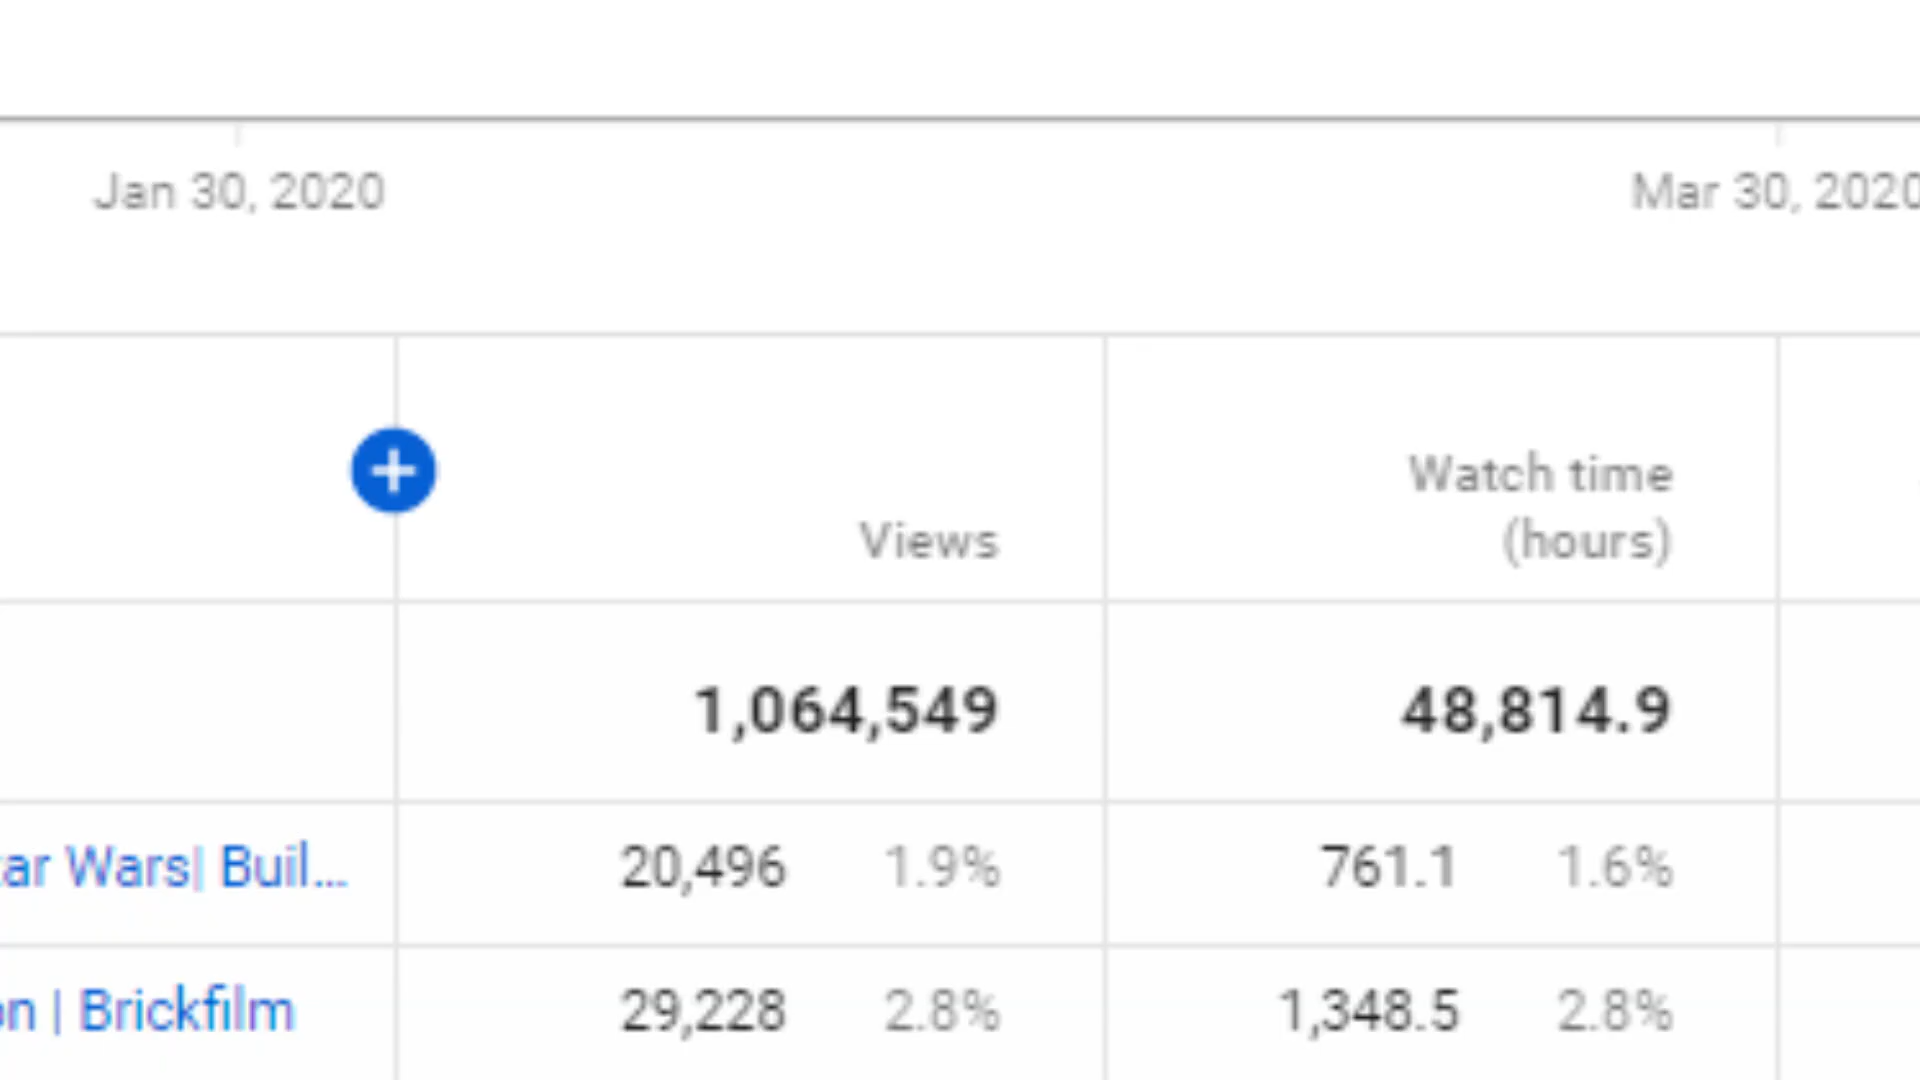 Jan 30, 2020 Mar 30, 2020
Watch time
Views (hours)
1,064,549 48,814.9
ar Wars| Buil... 20,496 1.9% 761.1 1.6%
on | Brickfilm 29,228 2.8% 1,348.5 2.8%